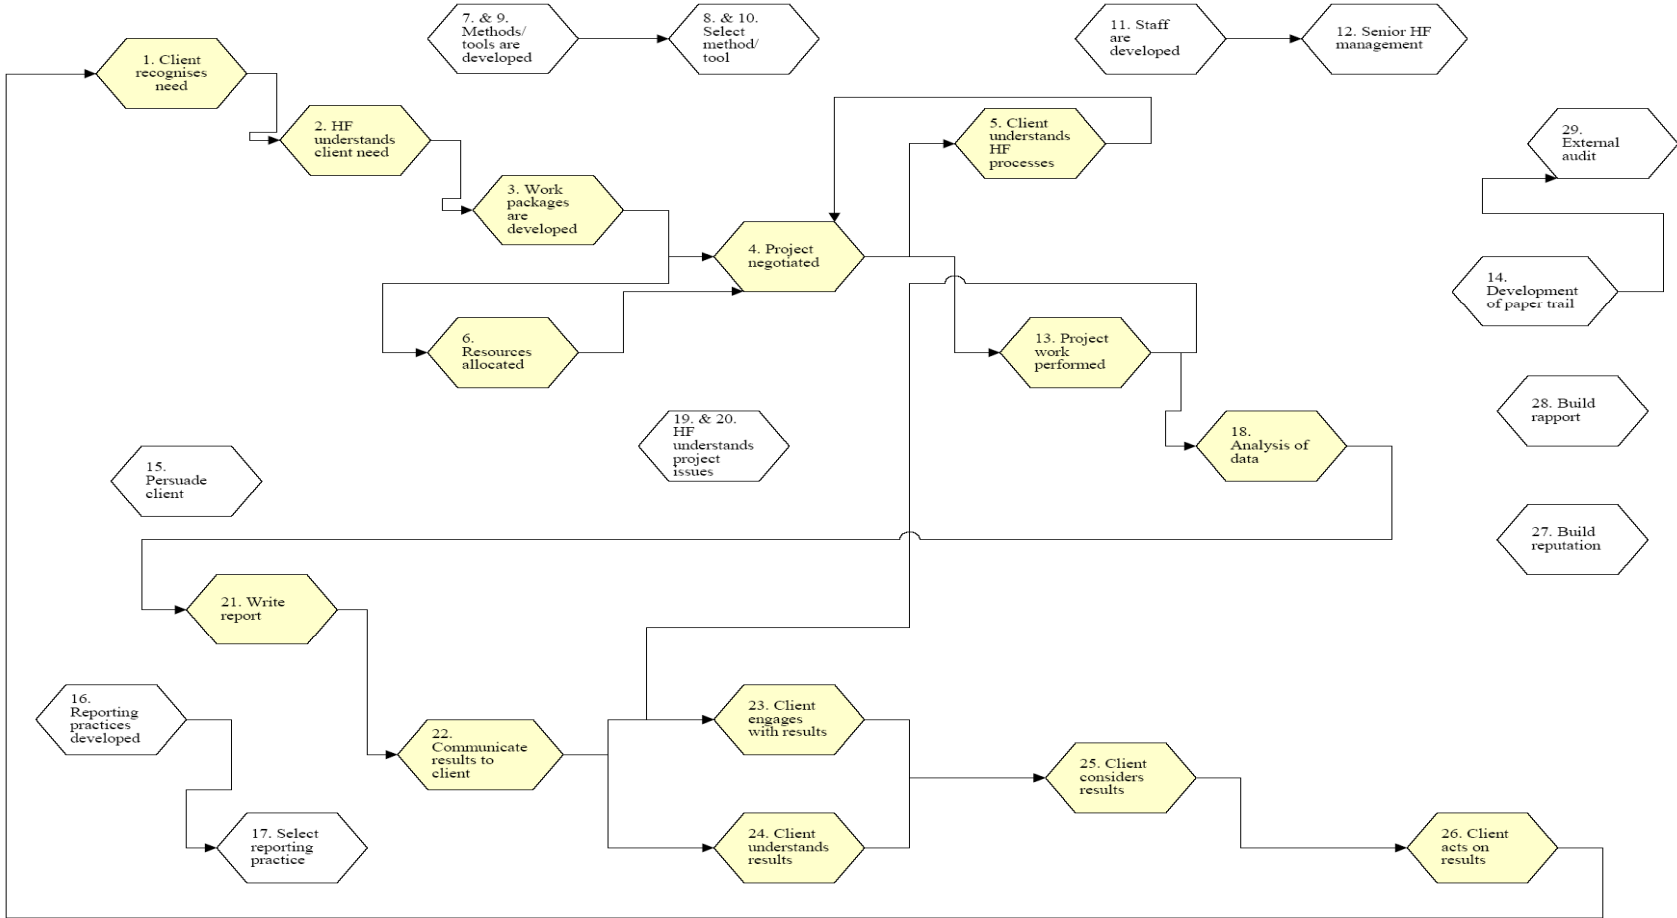 7. & 9.
Methods/
tools are
developed
8. & 10.
Select
method/
tool
11. Staff
are
developed
12. Senior HF
management
1. Client
recognises
need
2. HF
understands
client need
5. Client
understands
HF
processes
29.
External
audit
3. Work
packages
are
developed
4. Project
negotiated
14.
Development
of paper trail
6.
Resources
allocated
13. Project
work
performed
28. Build
rapport
19. & 20.
HF
understands
project
issues
18.
Analysis of
data
15.
Persuade
client
27. Build
reputation
21. Write
report
16.
Reporting
practices
developed
22.
Communicate
results to
client
23. Client
engages
with results
25. Client
considers
results
17. Select
reporting
practice
24. Client
understands
results
26. Client
acts on
results